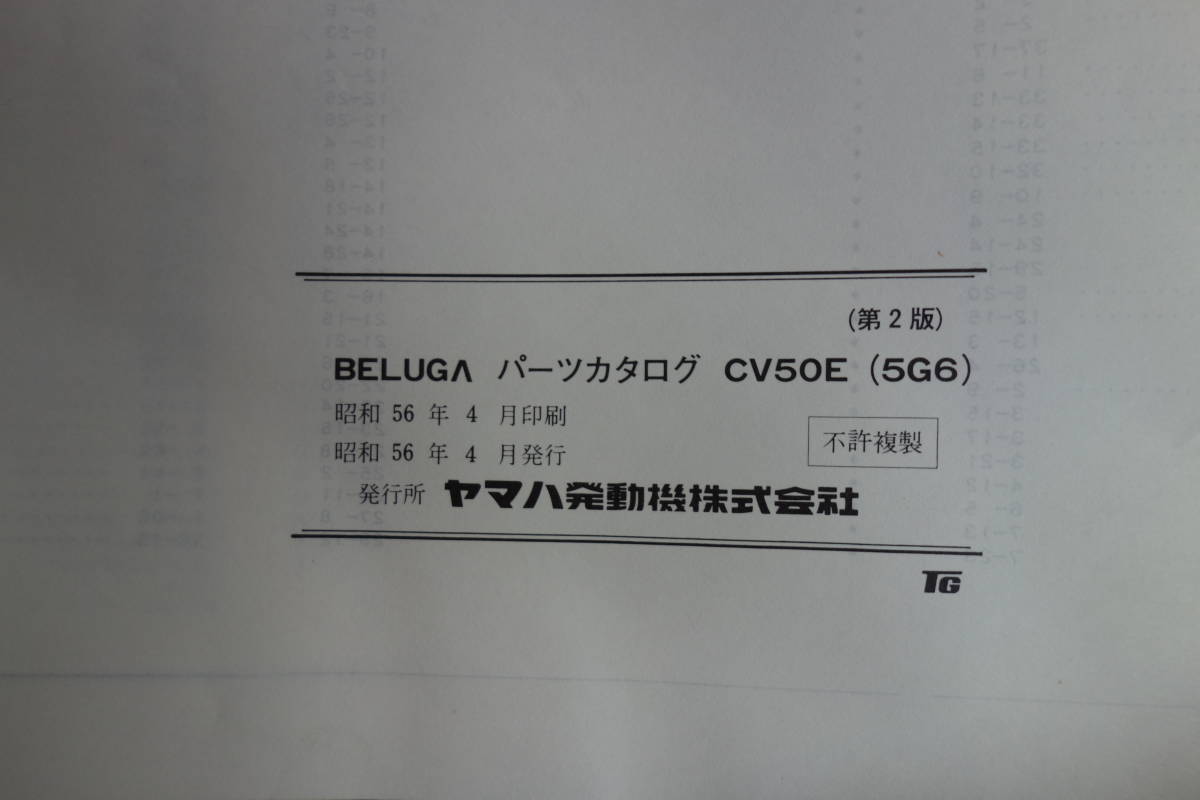 (第2版)
BELUGA パーツカタログ CV50E (5G6)
昭和 56 年 4 月印刷
昭和 56 年 4 月発行
不許複製
発行所 ヤマハ発動機株式会社
TG